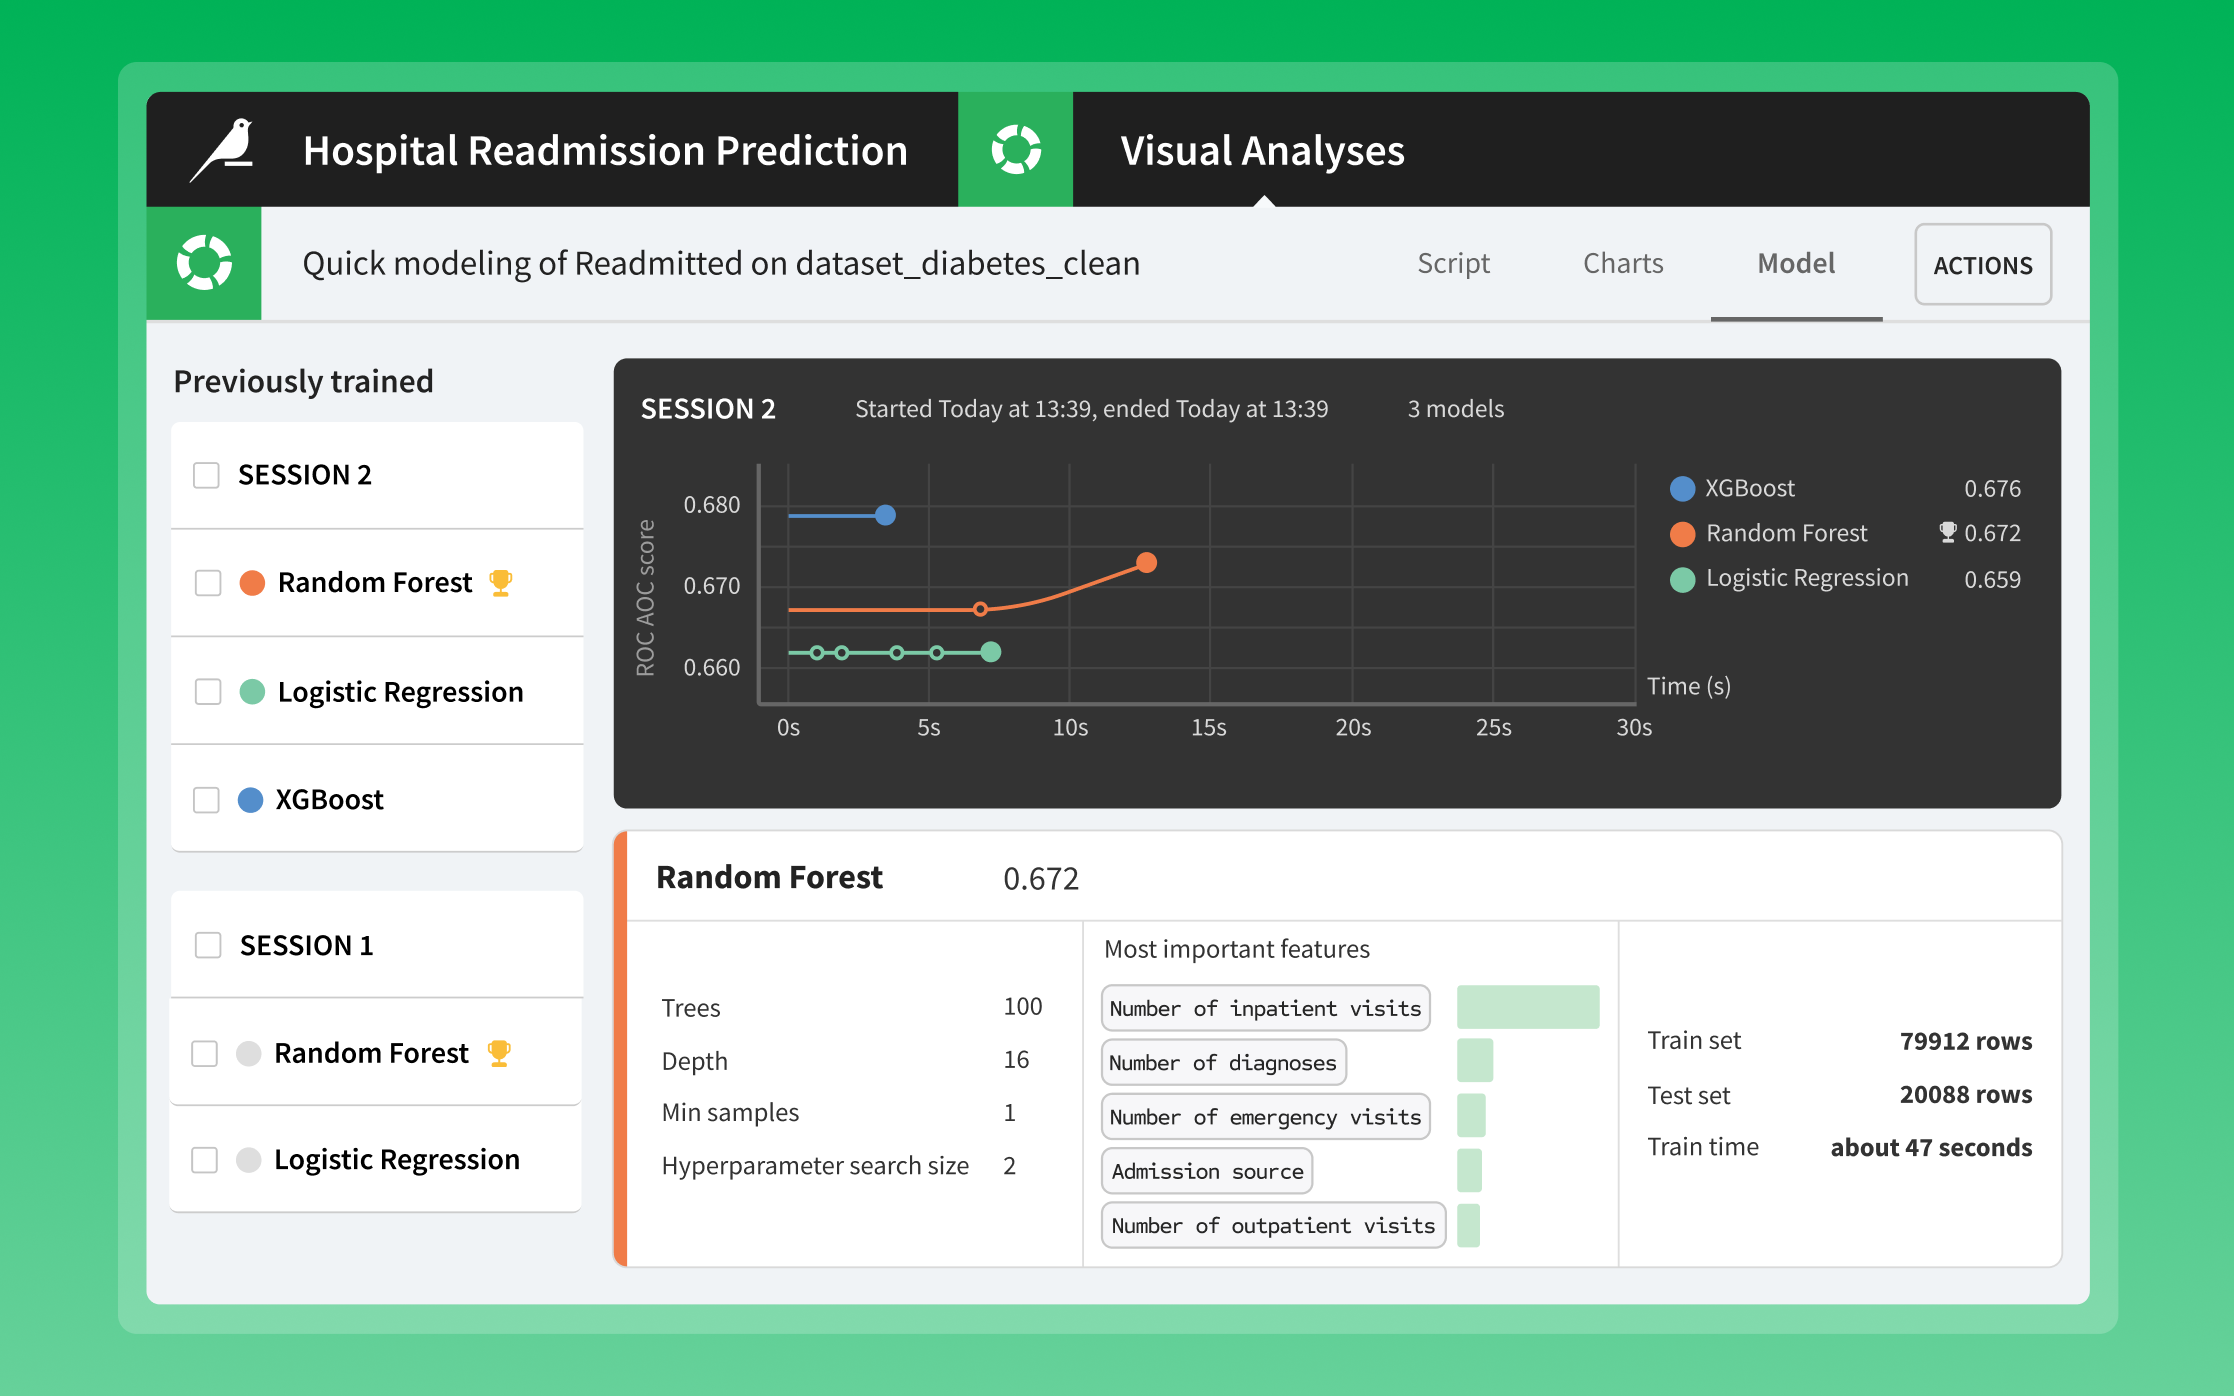 Hospital Readmission Prediction
Visual Analyses
Quick modeling of Readmitted on dataset_diabetes_clean
Script
Charts
Model
ACTIONS
Previously trained
SESSION 2
Random Forest
Logistic Regression
XGBoost
SESSION 1
Random Forest
Logistic Regression
SESSION 2
Started Today at 13:39, ended Today at 13:39
3 models
ROC AOC score
0.680
0.670
0.660
0s
5s
10s
15s
20s
25s
30s
Time (s)
XGBoost 0.676
Random Forest 0.672
Logistic Regression 0.659
Random Forest 0.672
Trees 100
Depth 16
Min samples 1
Hyperparameter search size 2
Most important features
Number of inpatient visits
Number of diagnoses
Number of emergency visits
Admission source
Number of outpatient visits
Train set 79912 rows
Test set 20088 rows
Train time about 47 seconds